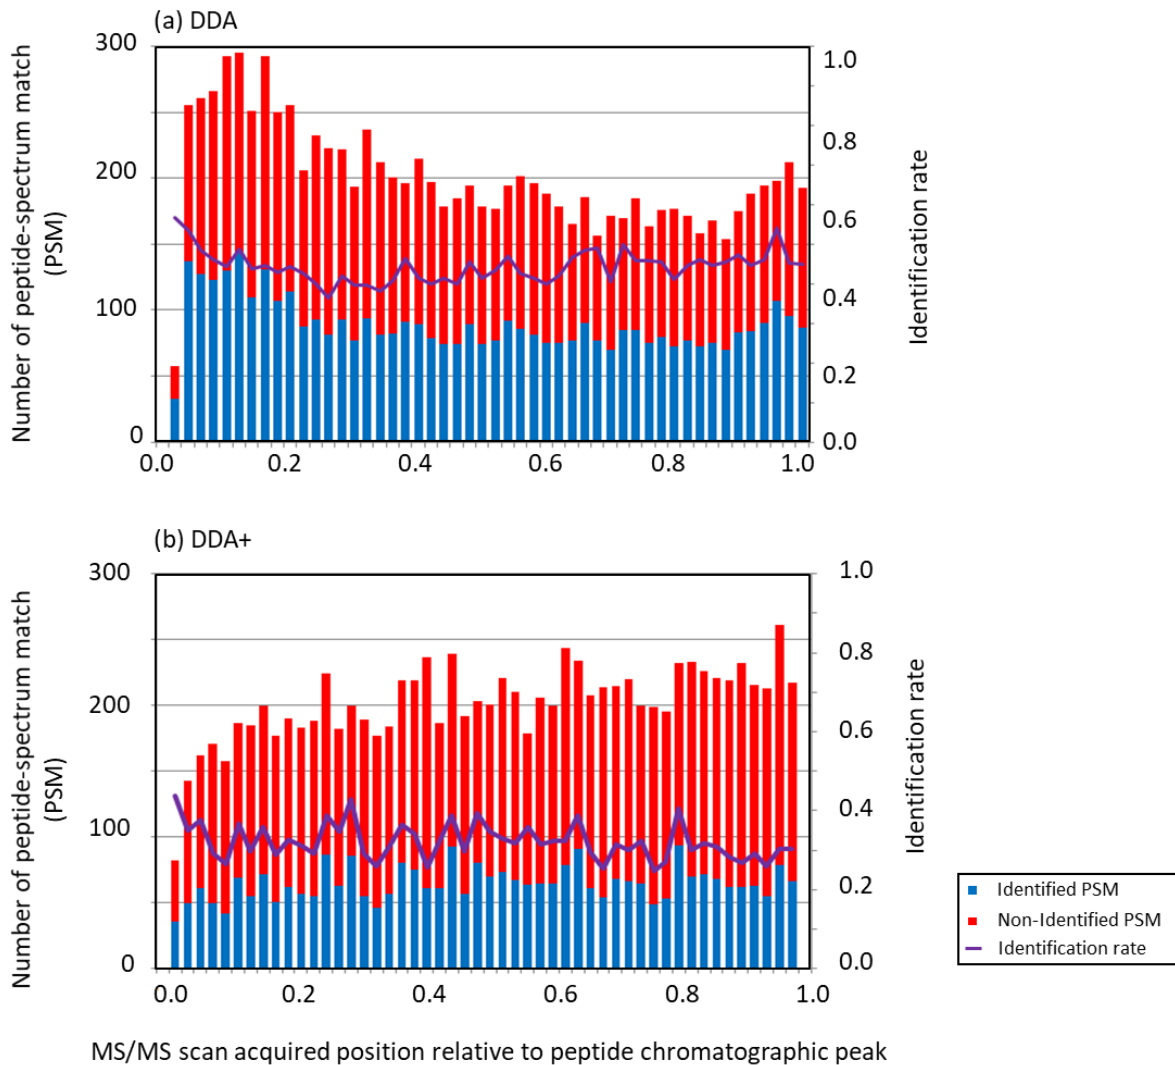 (a) DDA
Number of peptide-spectrum match
(PSM)
300
200
100
0
1.0
0.8
0.6
0.4
0.2
0.0
Identification rate
0.0 0.2 0.4 0.6 0.8 1.0
(b) DDA+
Number of peptide-spectrum match
(PSM)
300
200
100
0
1.0
0.8
0.6
0.4
0.2
0.0
Identification rate
0.0 0.2 0.4 0.6 0.8 1.0
Identified PSM
Non-Identified PSM
Identification rate
MS/MS scan acquired position relative to peptide chromatographic peak